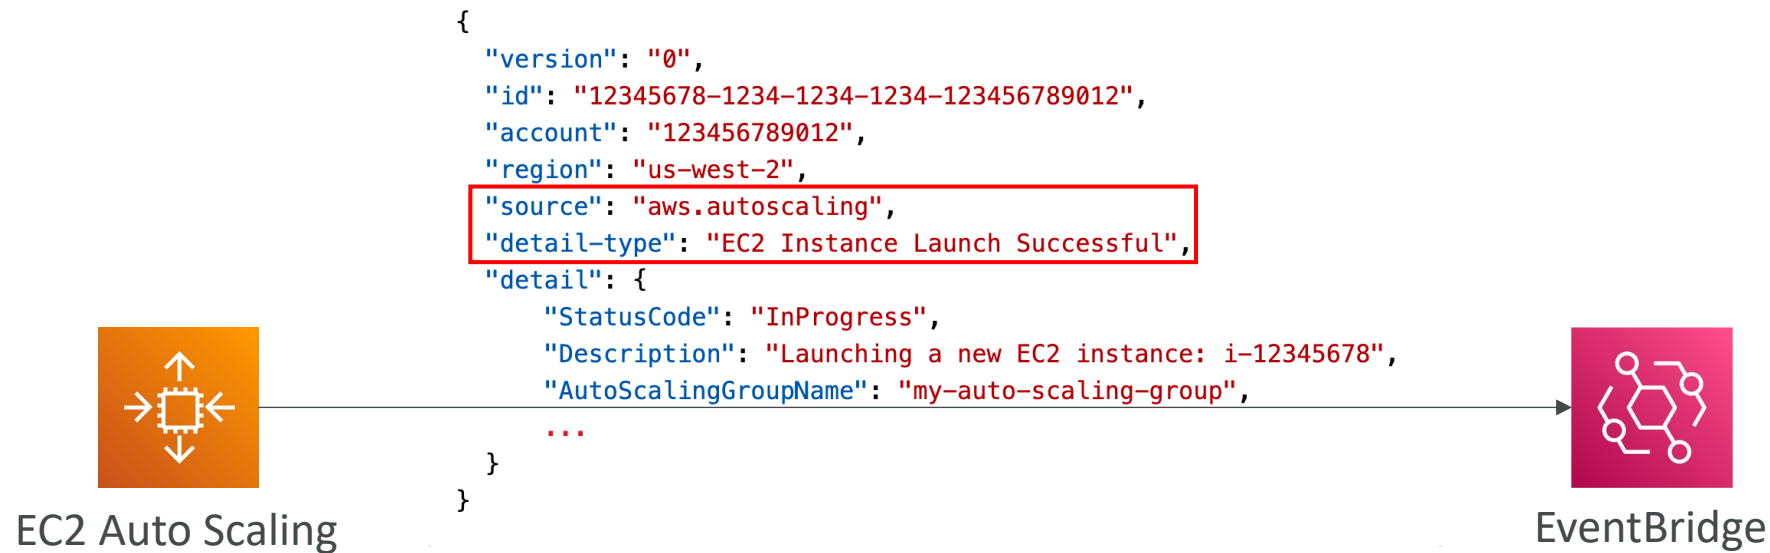 {
"version": "0",
"id": "12345678-1234-1234-1234-123456789012",
"account": "123456789012",
"region": "us-west-2",
"source": "aws.autoscaling",
"detail-type": "EC2 Instance Launch Successful",
"detail": {
"StatusCode": "InProgress",
"Description": "Launching a new EC2 instance: i-12345678",
"AutoScalingGroupName": "my-auto-scaling-group",
...
}
}
EC2 Auto Scaling
EventBridge